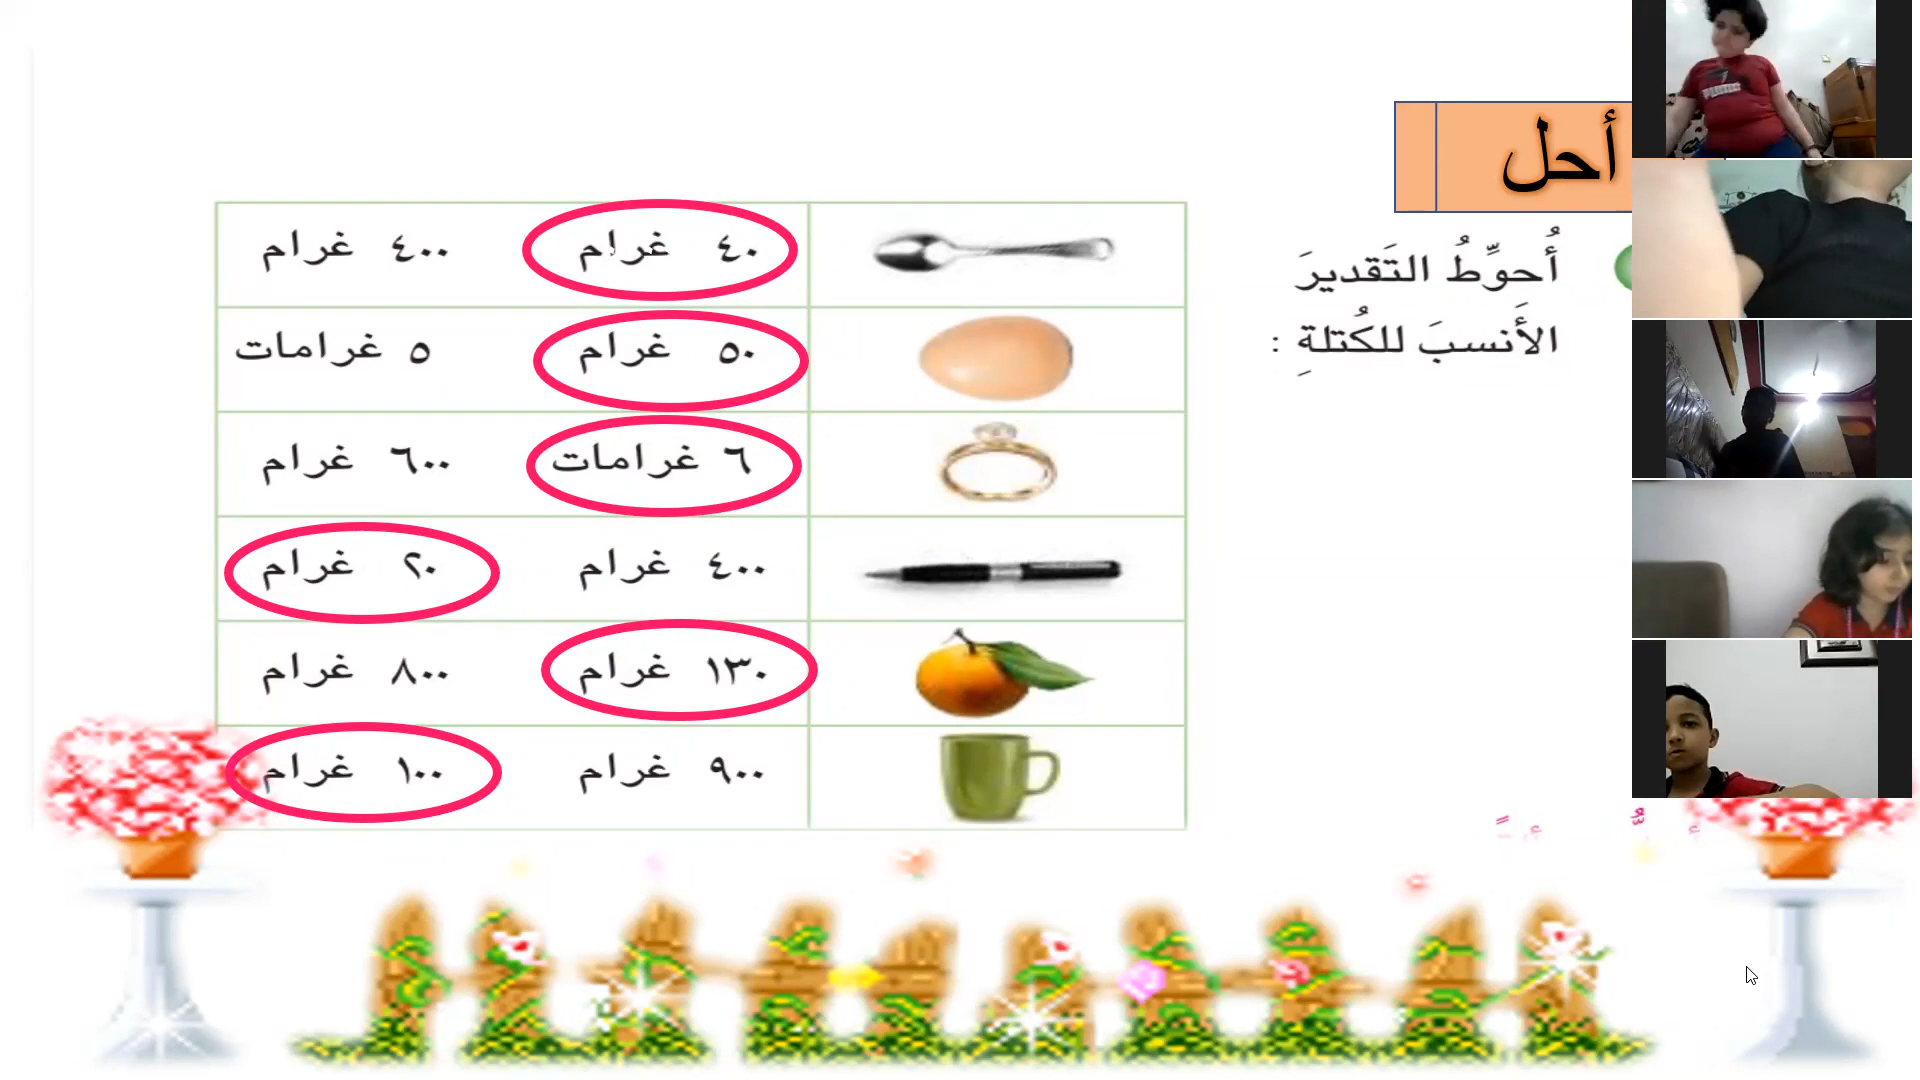 أحل
أُحوِّطُ التَقديرَ
الأَنسبَ للكُتلةِ :
٤٠ غرام ٤٠٠ غرام
٥٠ غرام ٥ غرامات
٦ غرامات ٦٠٠ غرام
٤٠٠ غرام ٢٠ غرام
١٣٠ غرام ٨٠٠ غرام
٩٠٠ غرام ١٠٠ غرام